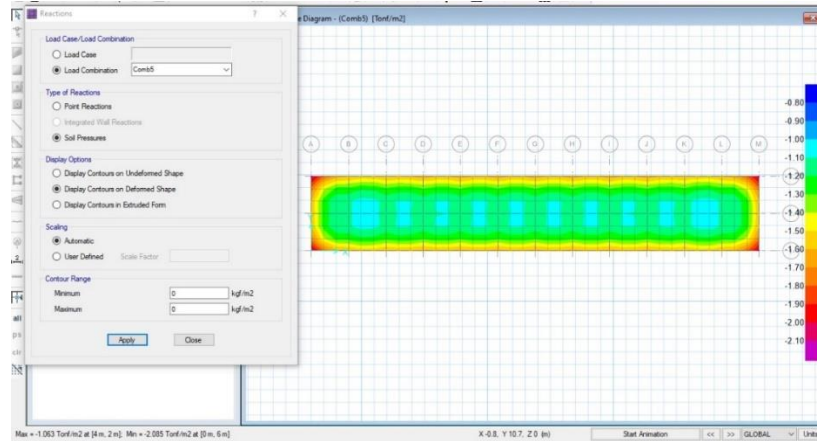 Reactions
? ×
Load Case/Load Combination
Load Case
Load Combination Comb5
Type of Reactions
Point Reactions
Integrated Wall Reactions
Soil Pressures
Display Options
Display Contours on Undeformed Shape
Display Contours on Deformed Shape
Display Contours in Extruded Form
Scaling
Automatic
User Defined Scale Factor
Contour Range
Minimum 0 kgf/m2
Maximum 0 kgf/m2
Apply Close
e Diagram - (Comb5) [Tonf/m2]
A B C D E F G H I J K L M
-0.80
-0.90
-1.00
-1.10
-1.20
-1.30
-1.40
-1.50
-1.60
-1.70
-1.80
-1.90
-2.00
-2.10
all
ps
clr
Max = -1.063 Tonf/m2 at [4 m, 2 m]; Min = -2.085 Tonf/m2 at [0 m, 6 m]
X -0.8, Y 10.7, Z 0 (m)
Start Animation << >> GLOBAL Units